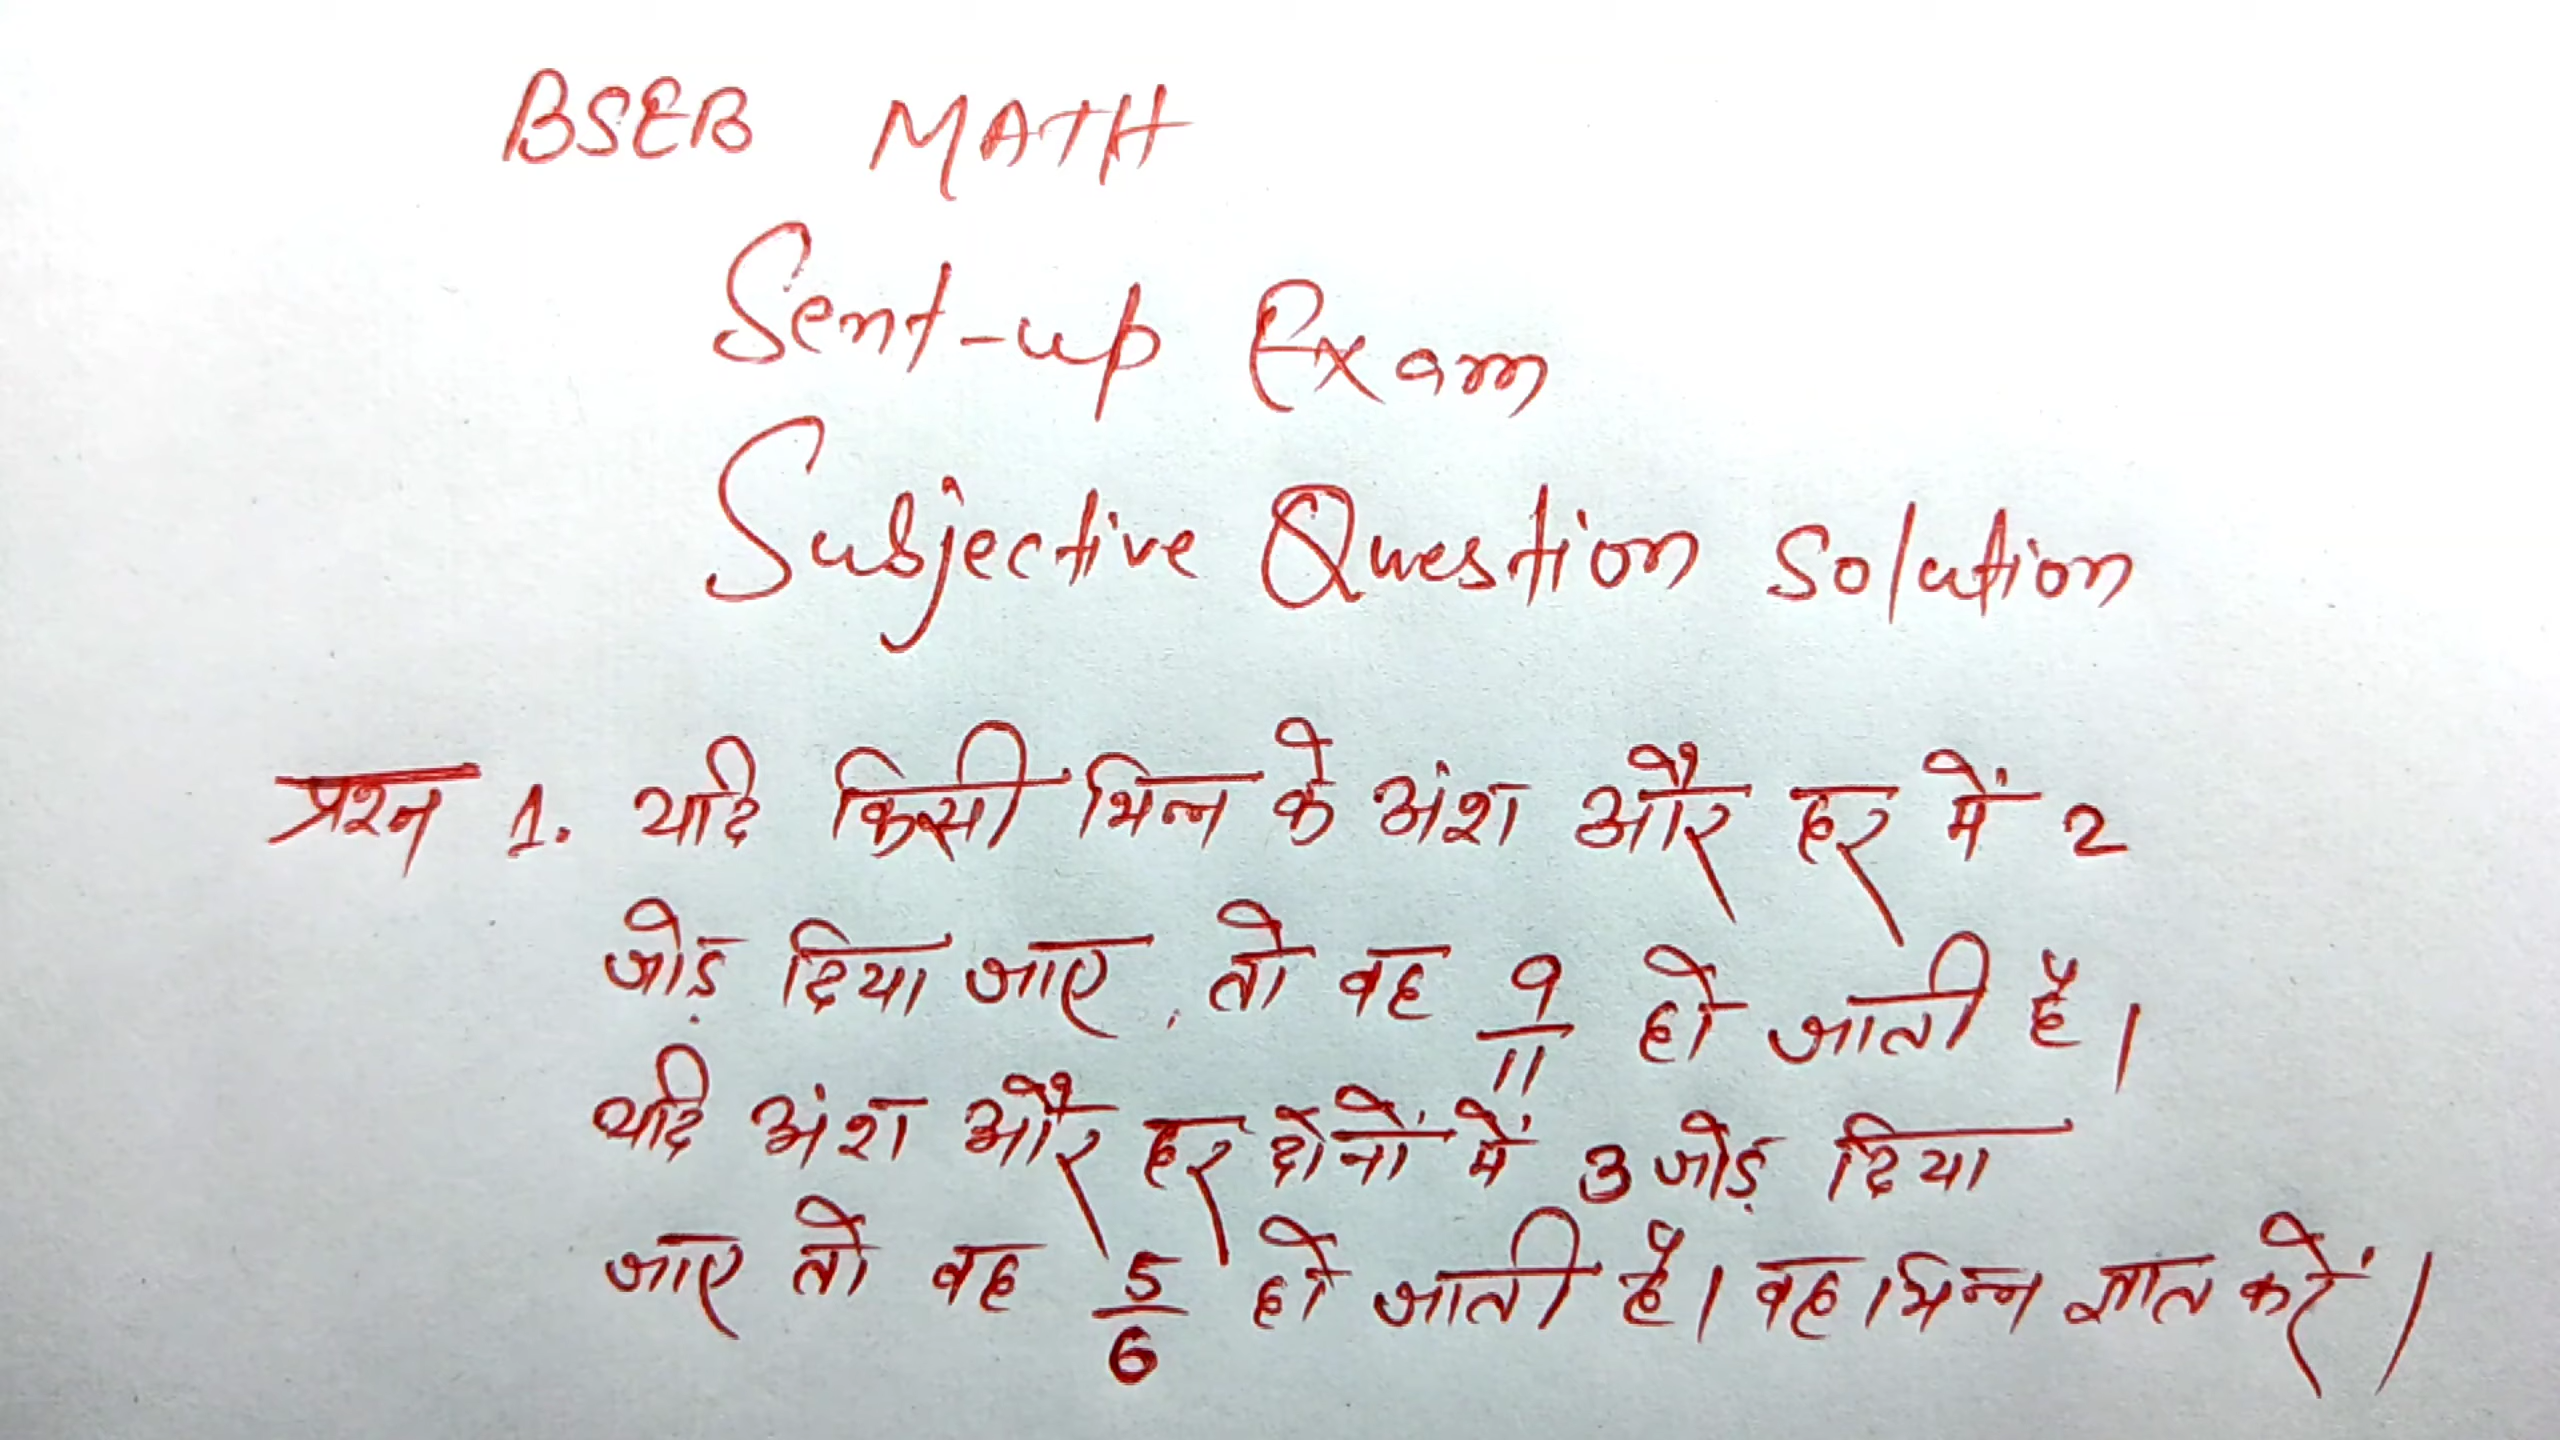 BSEB MATH
Sent-up Exam
Subjective Question Solution
प्रश्न 1. यदि किसी भिन्न के अंश और हर में 2
जोड़ दिया जाए, तो वह 9/11 हो जाती है।
यदि अंश और हर दोनों में 3 जोड़ दिया
जाए तो वह 5/6 हो जाती है। वह भिन्न ज्ञात करें।